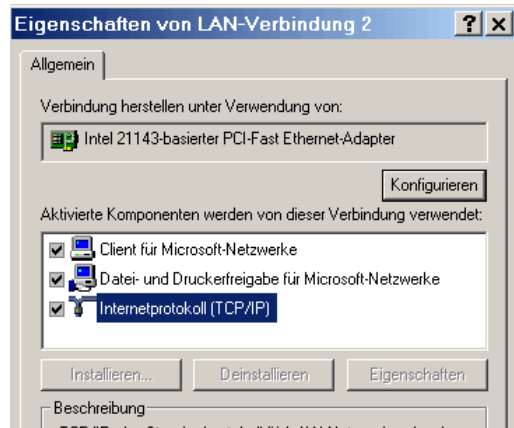 Eigenschaften von LAN-Verbindung 2
Allgemein
Verbindung herstellen unter Verwendung von:
Intel 21143-basierter PCI-Fast Ethernet-Adapter
Konfigurieren
Aktivierte Komponenten werden von dieser Verbindung verwendet:
Client für Microsoft-Netzwerke
Datei- und Druckerfreigabe für Microsoft-Netzwerke
Internetprotokoll (TCP/IP)
Installieren... Deinstallieren Eigenschaften
Beschreibung